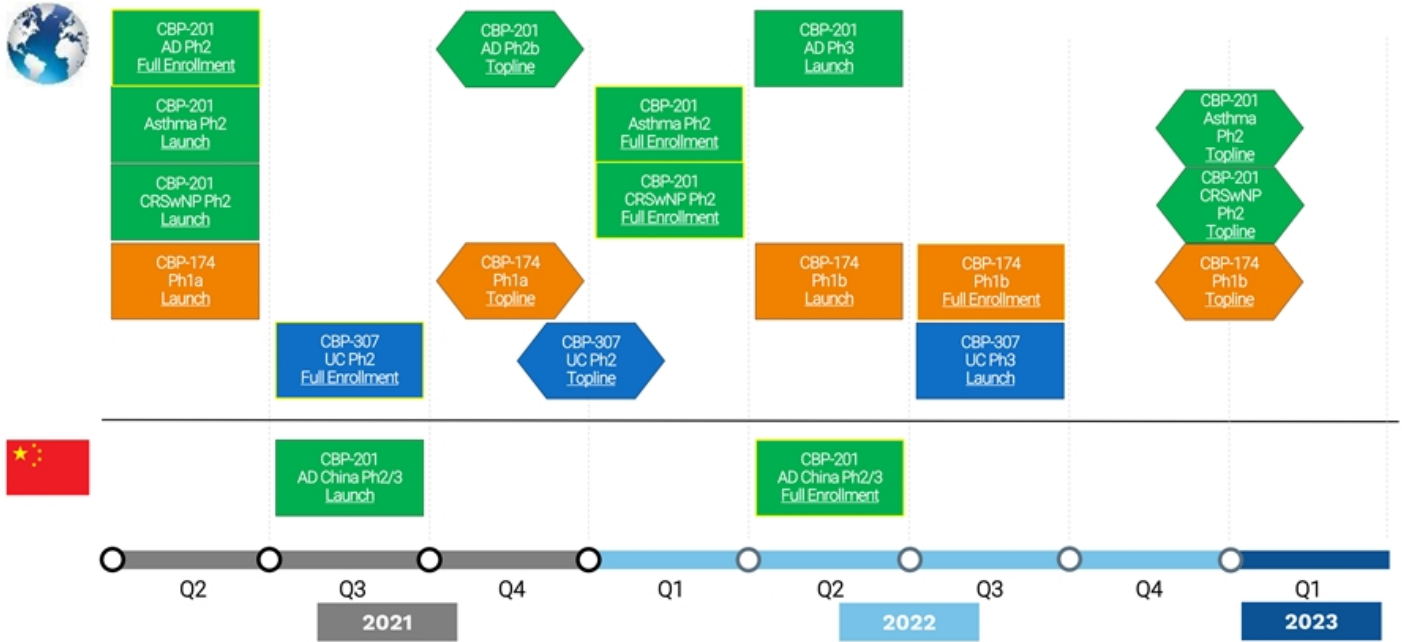 CBP-201
AD Ph2
Full Enrollment
CBP-201
AD Ph2b
Topline
CBP-201
AD Ph3
Launch
CBP-201
Asthma Ph2
Launch
CBP-201
Asthma Ph2
Full Enrollment
CBP-201
Asthma
Ph2
Topline
CBP-201
CRSwNP Ph2
Launch
CBP-201
CRSwNP Ph2
Full Enrollment
CBP-201
CRSwNP
Ph2
Topline
CBP-174
Ph1a
Launch
CBP-174
Ph1a
Topline
CBP-174
Ph1b
Launch
CBP-174
Ph1b
Full Enrollment
CBP-174
Ph1b
Topline
CBP-307
UC Ph2
Full Enrollment
CBP-307
UC Ph2
Topline
CBP-307
UC Ph3
Launch
CBP-201
AD China Ph2/3
Launch
CBP-201
AD China Ph2/3
Full Enrollment
Q2
Q3
Q4
Q1
Q2
Q3
Q4
Q1
2021
2022
2023